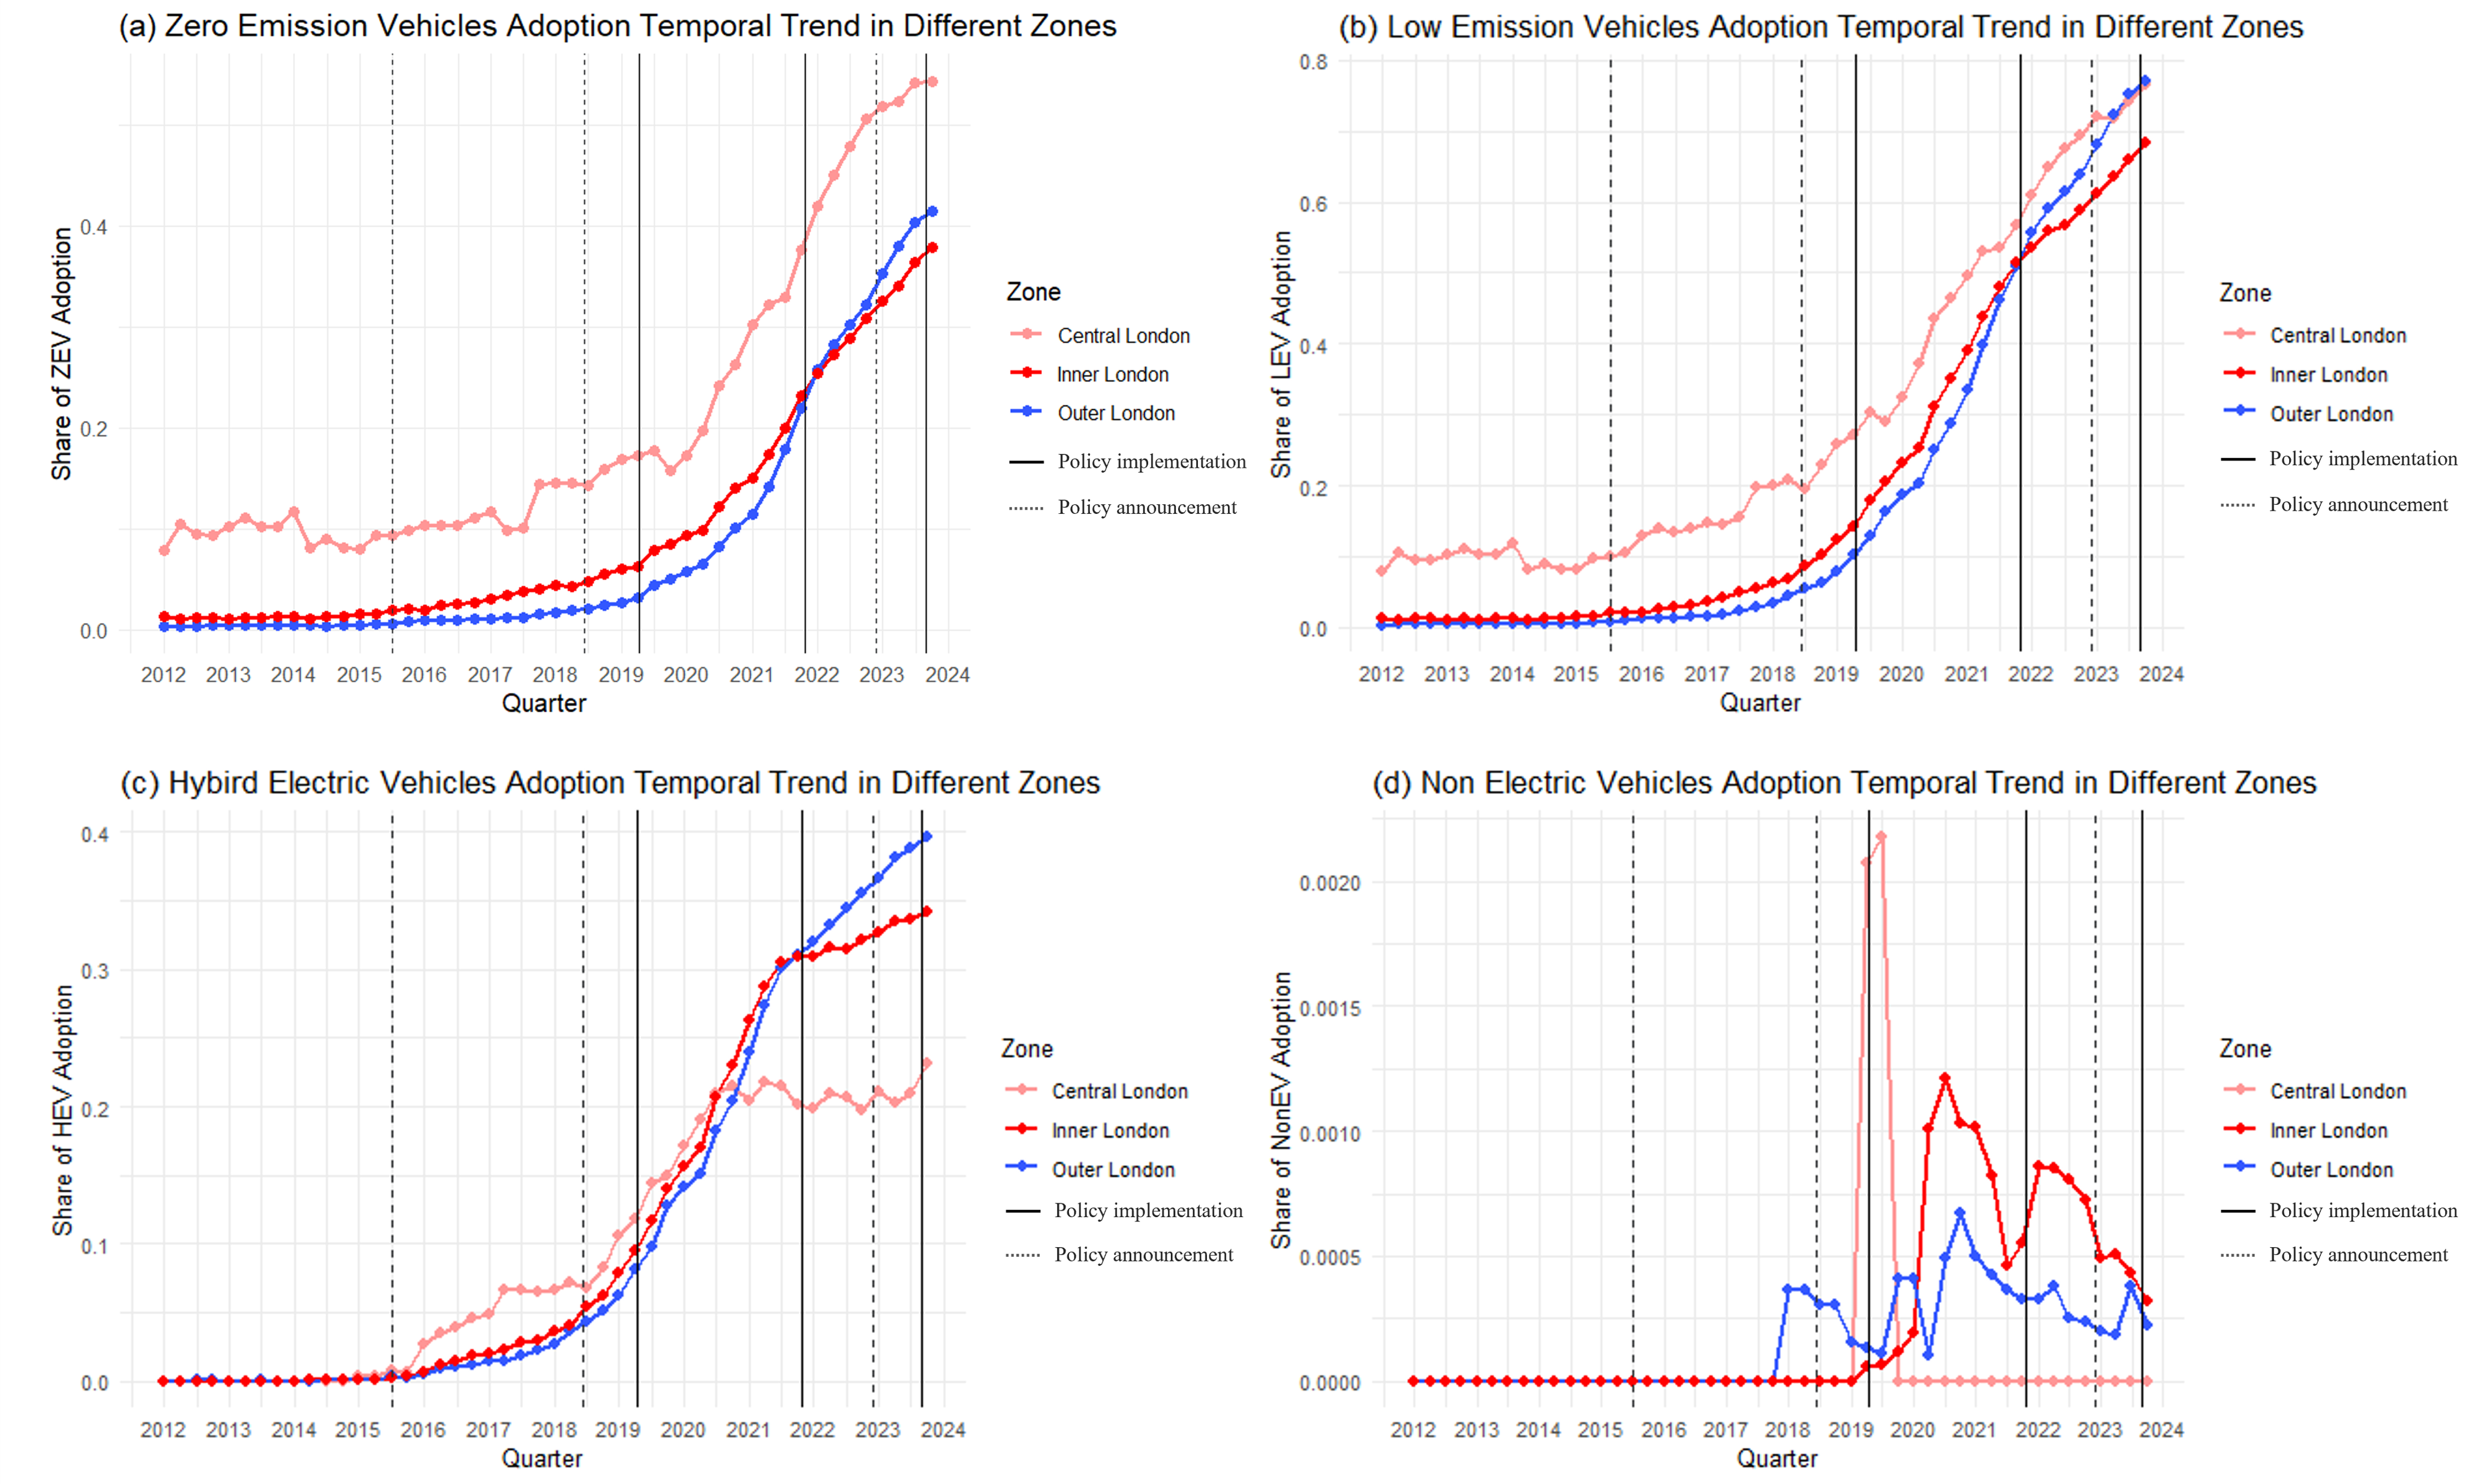 (a) Zero Emission Vehicles Adoption Temporal Trend in Different Zones
Share of ZEV Adoption
0.4
0.2
0.0
2012 2013 2014 2015 2016 2017 2018 2019 2020 2021 2022 2023 2024
Quarter
Zone
Central London
Inner London
Outer London
Policy implementation
Policy announcement
(b) Low Emission Vehicles Adoption Temporal Trend in Different Zones
Share of LEV Adoption
0.8
0.6
0.4
0.2
0.0
2012 2013 2014 2015 2016 2017 2018 2019 2020 2021 2022 2023 2024
Quarter
Zone
Central London
Inner London
Outer London
Policy implementation
Policy announcement
(c) Hybird Electric Vehicles Adoption Temporal Trend in Different Zones
Share of HEV Adoption
0.4
0.3
0.2
0.1
0.0
2012 2013 2014 2015 2016 2017 2018 2019 2020 2021 2022 2023 2024
Quarter
Zone
Central London
Inner London
Outer London
Policy implementation
Policy announcement
(d) Non Electric Vehicles Adoption Temporal Trend in Different Zones
Share of NonEV Adoption
0.0020
0.0015
0.0010
0.0005
0.0000
2012 2013 2014 2015 2016 2017 2018 2019 2020 2021 2022 2023 2024
Quarter
Zone
Central London
Inner London
Outer London
Policy implementation
Policy announcement